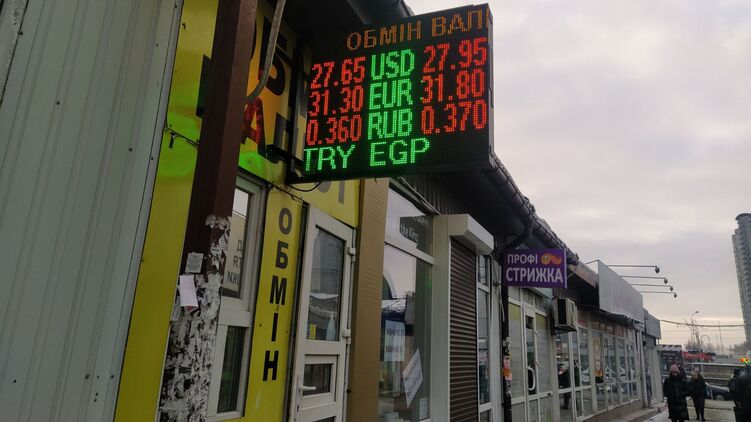 ОБМІН ВАЛ
27.65 USD 27.95
31.30 EUR 31.80
0.360 RUB 0.370
TRY EGP
ОБМІН
ПРОФІ
СТРИЖКА